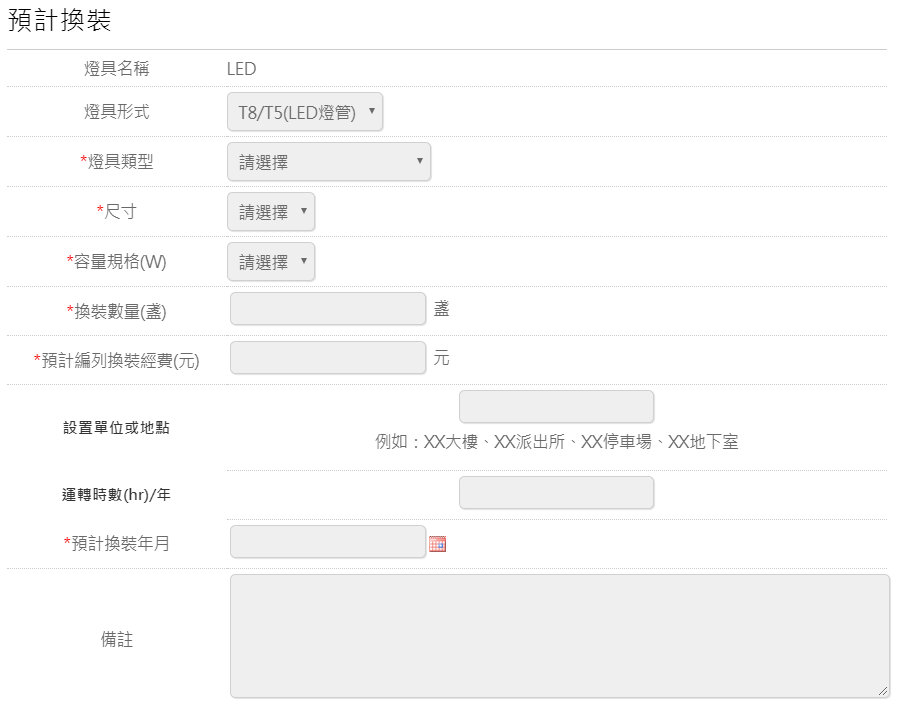 預計換裝
燈具名稱 LED
燈具形式 T8/T5(LED燈管)
*燈具類型 請選擇
*尺寸 請選擇
*容量規格(W) 請選擇
*換裝數量(盞) 盞
*預計編列換裝經費(元) 元
設置單位或地點
例如：XX大樓、XX派出所、XX停車場、XX地下室
運轉時數(hr)/年
*預計換裝年月
備註